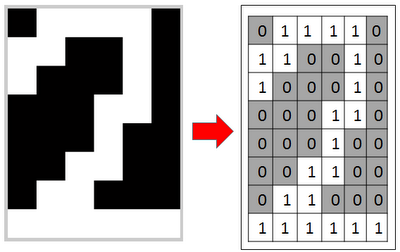 0 1 1 1 1 0
1 1 0 0 1 0
1 0 0 0 1 0
0 0 0 1 1 0
0 0 0 1 0 0
0 0 1 1 0 0
0 1 1 0 0 0
1 1 1 1 1 1